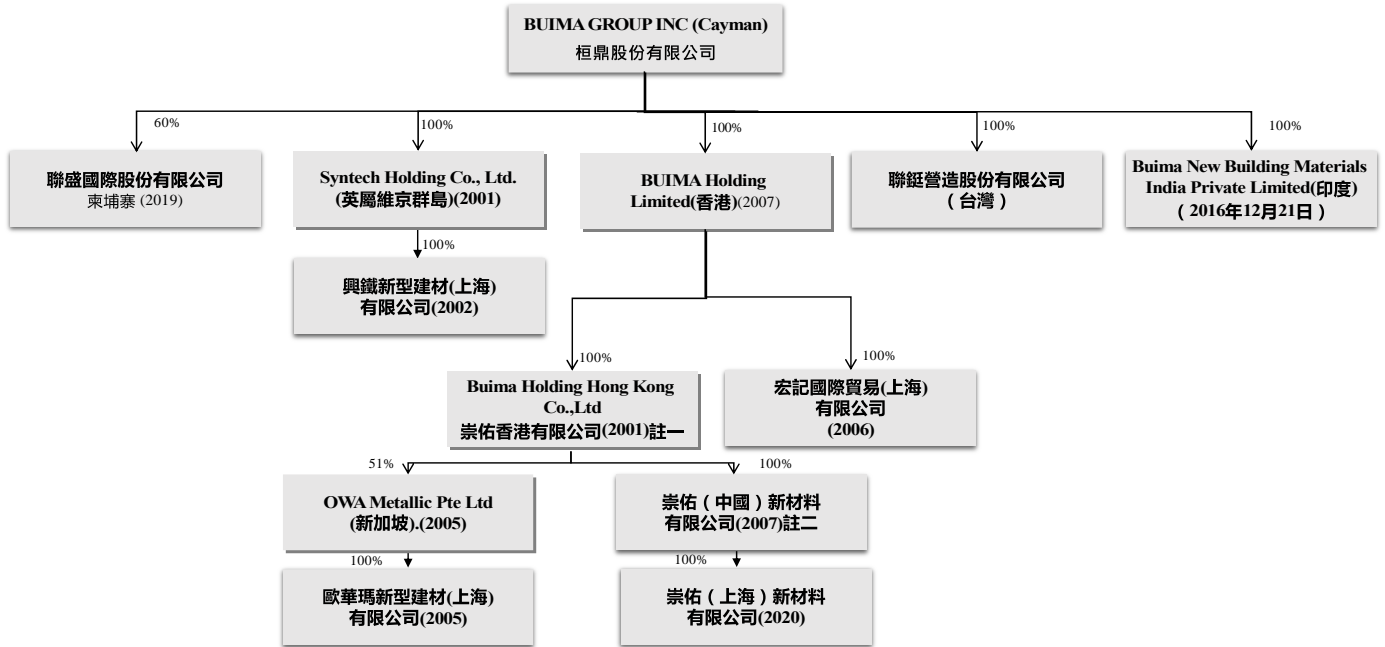 BUIMA GROUP INC (Cayman)
桓鼎股份有限公司
60%
100%
100%
100%
100%
聯盛國際股份有限公司
柬埔寨 (2019)
Syntech Holding Co., Ltd.
(英屬維京群島)(2001)
BUIMA Holding
Limited(香港)(2007)
聯鋌營造股份有限公司
（台灣）
Buima New Building Materials
India Private Limited(印度)
（2016年12月21日）
100%
興鐵新型建材(上海)
有限公司(2002)
100%
100%
Buima Holding Hong Kong
Co.,Ltd
崇佑香港有限公司(2001)註一
宏記國際貿易(上海)
有限公司
(2006)
51%
100%
OWA Metallic Pte Ltd
(新加坡).(2005)
崇佑（中國）新材料
有限公司(2007)註二
100%
100%
歐華瑪新型建材(上海)
有限公司(2005)
崇佑（上海）新材料
有限公司(2020)